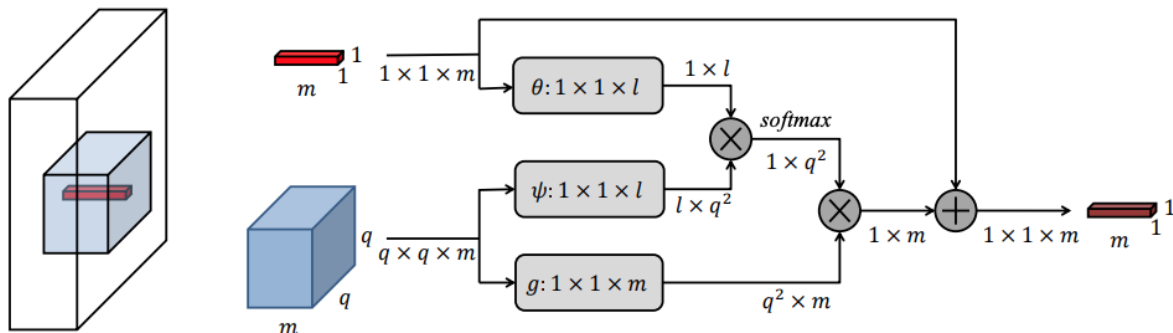 1
1
m
1 × 1 × m
θ: 1 × 1 × l
1 × l
softmax
1 × q²
ψ: 1 × 1 × l
l × q²
q
q
m
q × q × m
g: 1 × 1 × m
q² × m
1 × m
1 × 1 × m
1
1
m